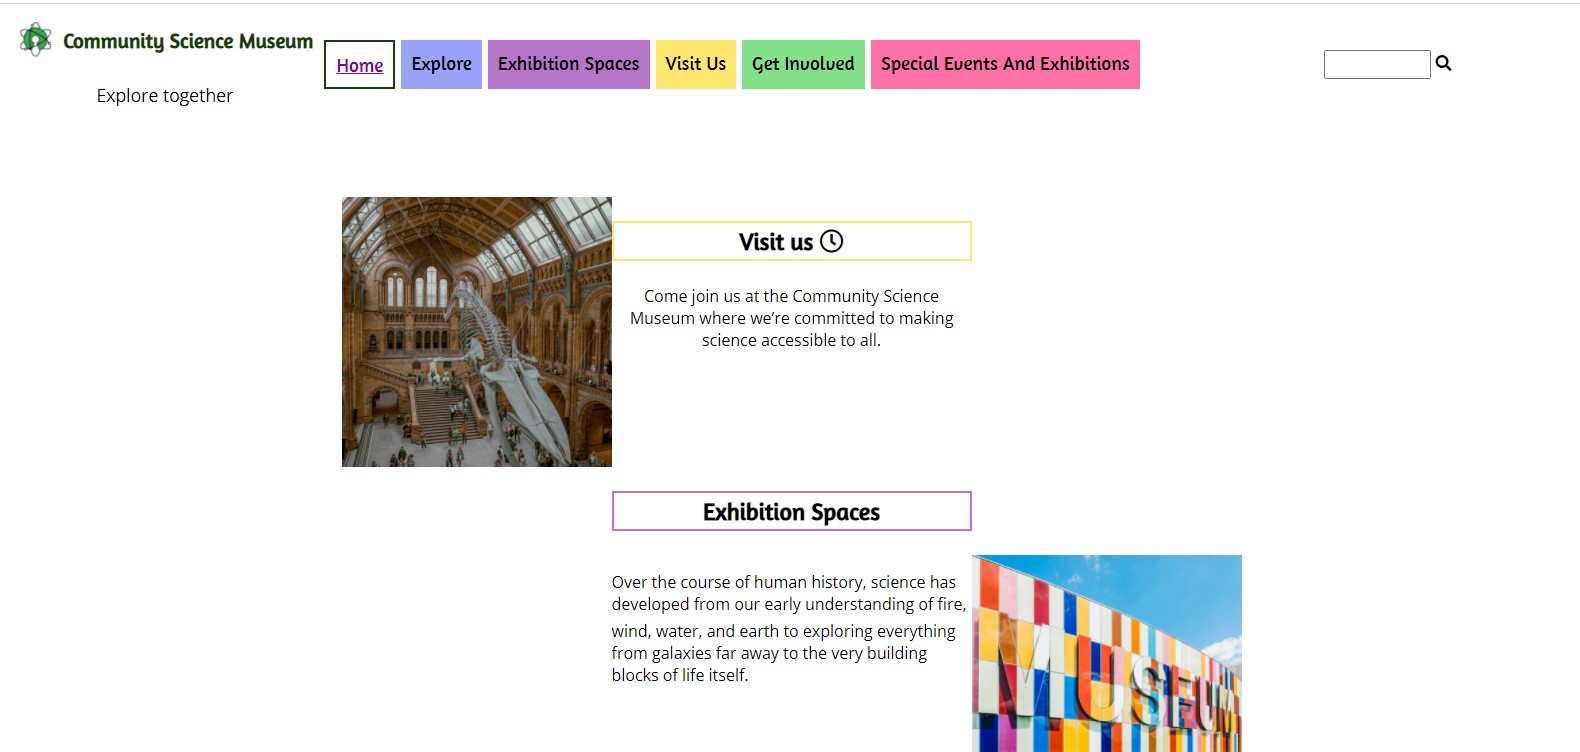 Community Science Museum
Explore together
Home
Explore
Exhibition Spaces
Visit Us
Get Involved
Special Events And Exhibitions
Visit us
Come join us at the Community Science
Museum where we’re committed to making
science accessible to all.
Exhibition Spaces
Over the course of human history, science has
developed from our early understanding of fire,
wind, water, and earth to exploring everything
from galaxies far away to the very building
blocks of life itself.
MUSEUM